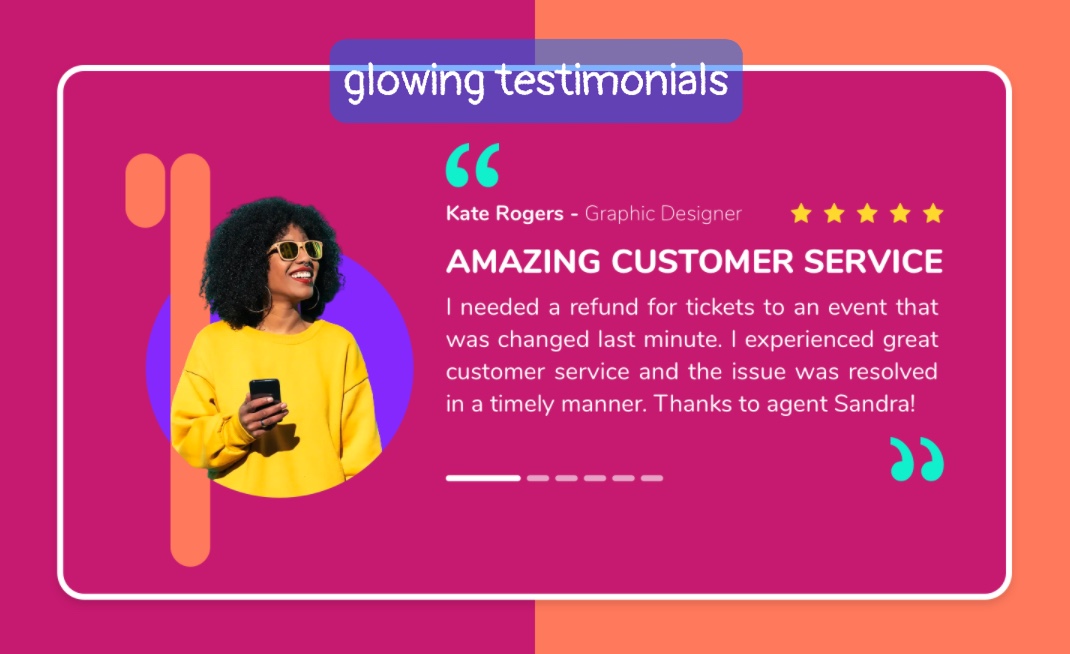 glowing testimonials
“
Kate Rogers - Graphic Designer
AMAZING CUSTOMER SERVICE
I needed a refund for tickets to an event that
was changed last minute. I experienced great
customer service and the issue was resolved
in a timely manner. Thanks to agent Sandra!
”